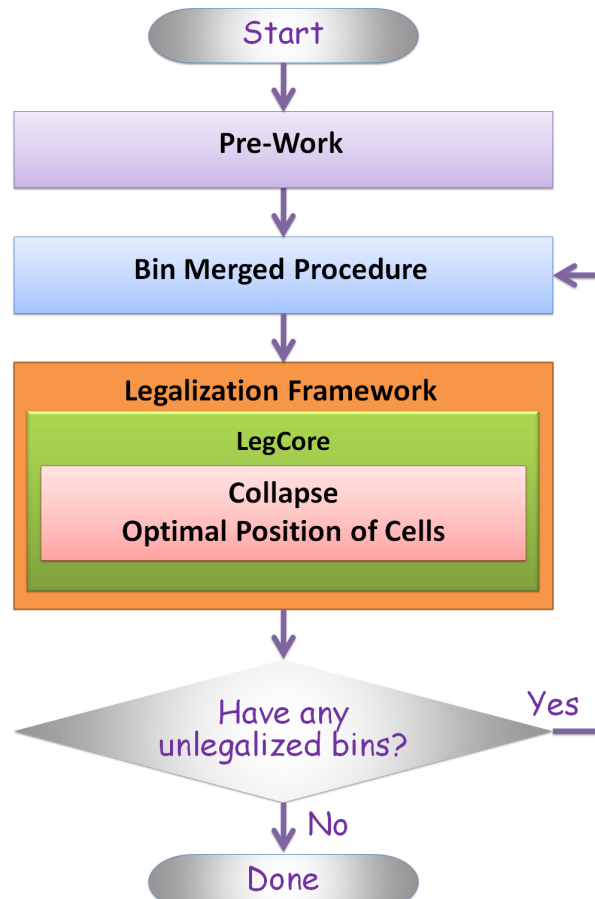 Start
Pre-Work
Bin Merged Procedure
Legalization Framework
LegCore
Collapse
Optimal Position of Cells
Have any
unlegalized bins?
Yes
No
Done